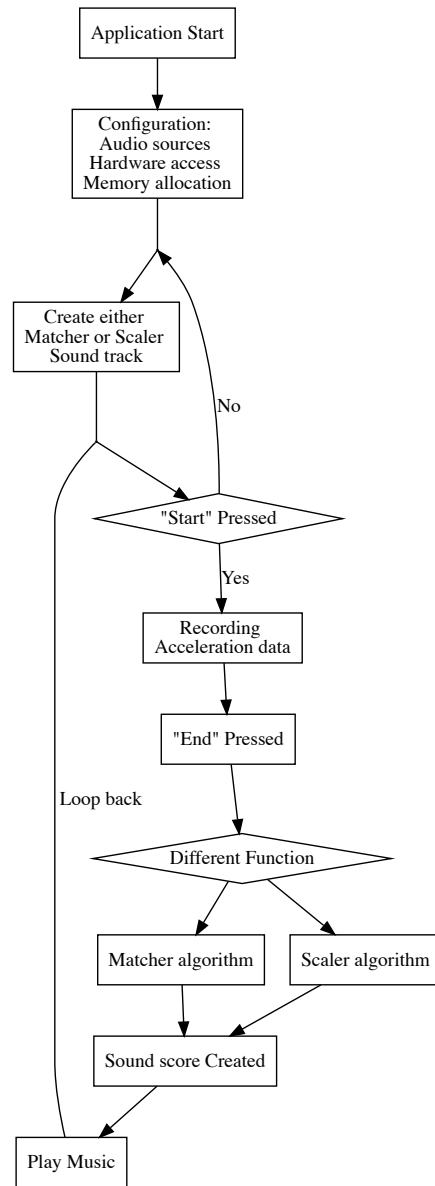 Application Start
Configuration:
Audio sources
Hardware access
Memory allocation
Create either
Matcher or Scaler
Sound track
No
"Start" Pressed
Yes
Recording
Acceleration data
"End" Pressed
Loop back
Different Function
Matcher algorithm
Scaler algorithm
Sound score Created
Play Music